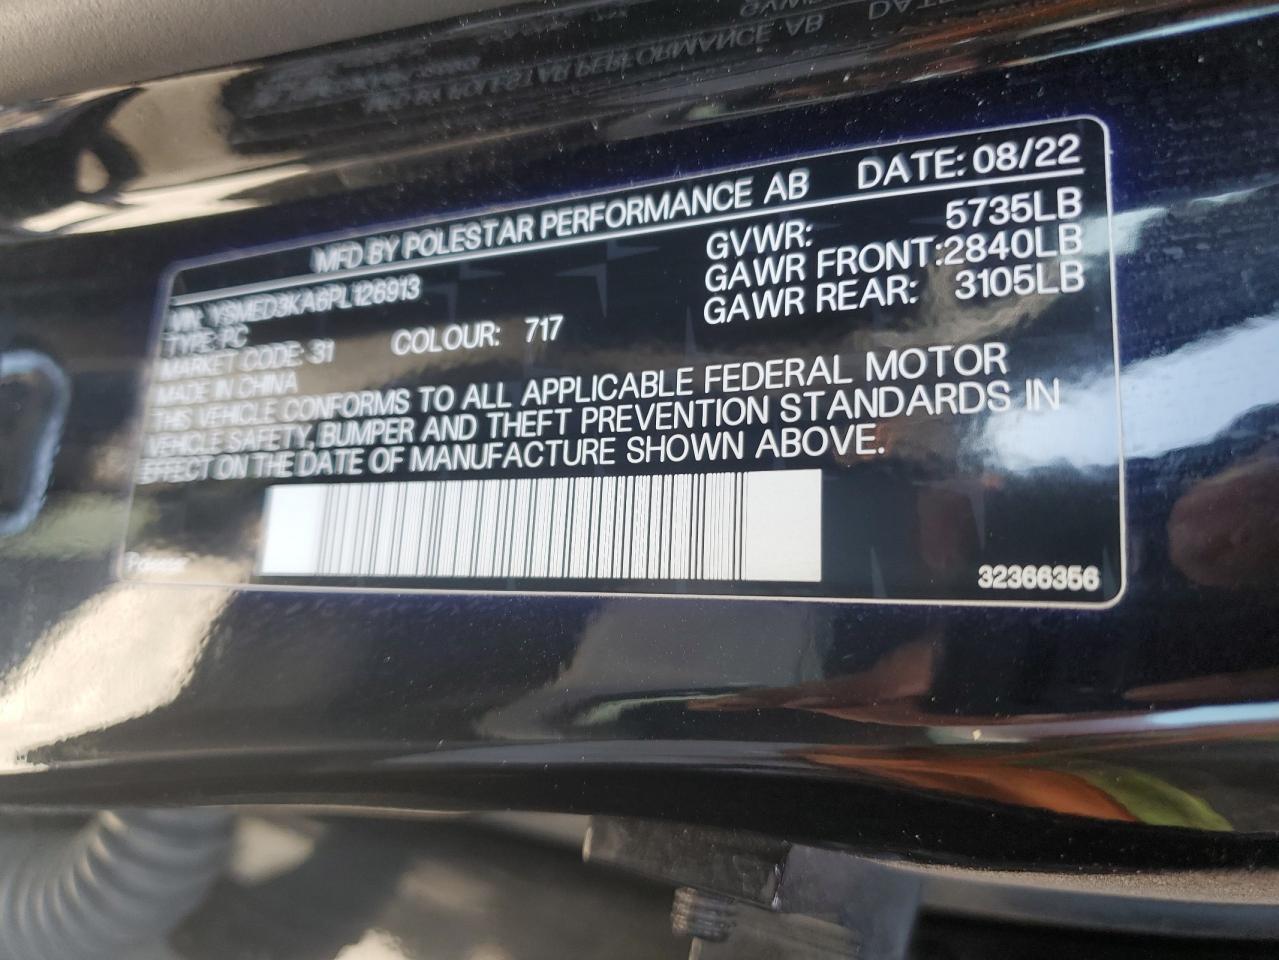 MFD BY POLESTAR PERFORMANCE AB DATE: 08/22
VIN: YSMED3KA6PL126913 GVWR: 5735LB
TYPE: PC GAWR FRONT:2840LB
MARKET CODE: 31 COLOUR: 717 GAWR REAR: 3105LB
MADE IN CHINA
THIS VEHICLE CONFORMS TO ALL APPLICABLE FEDERAL MOTOR
VEHICLE SAFETY, BUMPER AND THEFT PREVENTION STANDARDS IN
EFFECT ON THE DATE OF MANUFACTURE SHOWN ABOVE.
Polestar 32366356